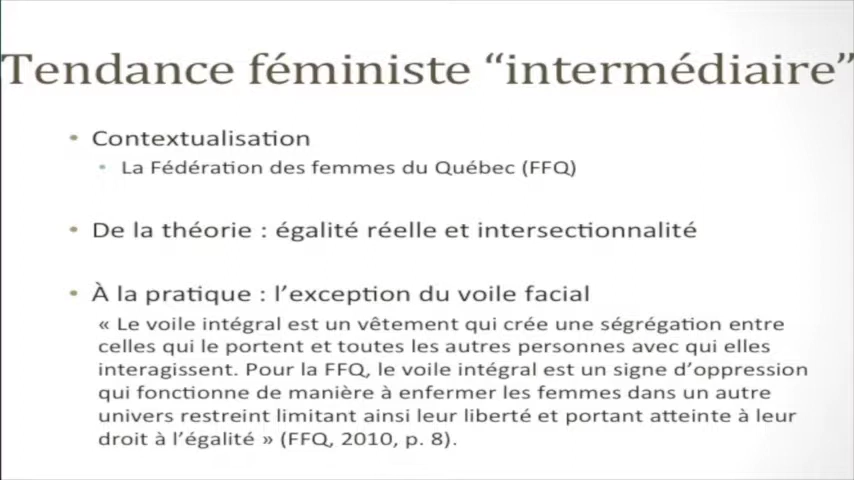 Tendance féministe “intermédiaire”
• Contextualisation
• La Fédération des femmes du Québec (FFQ)
• De la théorie : égalité réelle et intersectionnalité
• À la pratique : l’exception du voile facial
« Le voile intégral est un vêtement qui crée une ségrégation entre
celles qui le portent et toutes les autres personnes avec qui elles
interagissent. Pour la FFQ, le voile intégral est un signe d’oppression
qui fonctionne de manière à enfermer les femmes dans un autre
univers restreint limitant ainsi leur liberté et portant atteinte à leur
droit à l’égalité » (FFQ, 2010, p. 8).